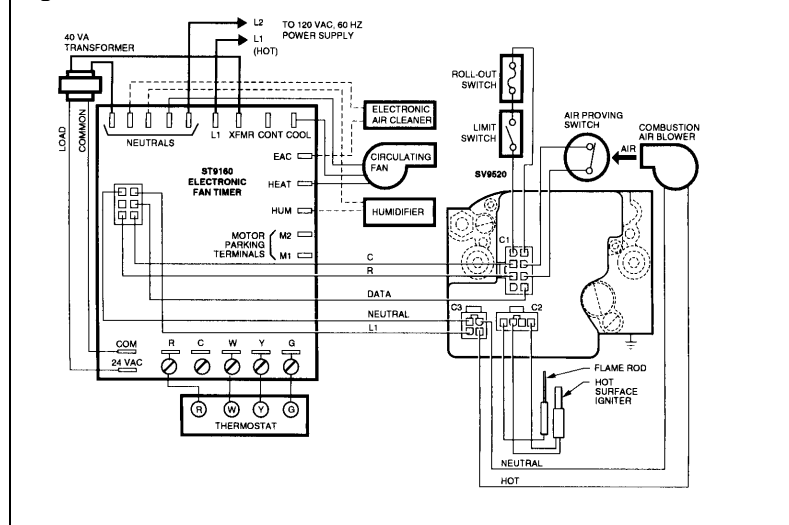 L2
TO 120 VAC, 60 HZ
POWER SUPPLY
L1
(HOT)
40 VA
TRANSFORMER
LOAD
COMMON
NEUTRALS
L1
XFMR
CONT
COOL
ST9160
ELECTRONIC
FAN TIMER
EAC
HEAT
HUM
M2
MOTOR
PARKING
TERMINALS
M1
ELECTRONIC
AIR CLEANER
CIRCULATING
FAN
HUMIDIFIER
ROLL-OUT
SWITCH
LIMIT
SWITCH
AIR PROVING
SWITCH
COMBUSTION
AIR BLOWER
AIR
SV9520
C1
C
R
DATA
NEUTRAL
L1
C3
C2
COM
24 VAC
R
C
W
Y
G
R
W
Y
G
THERMOSTAT
FLAME ROD
HOT
SURFACE
IGNITER
NEUTRAL
HOT